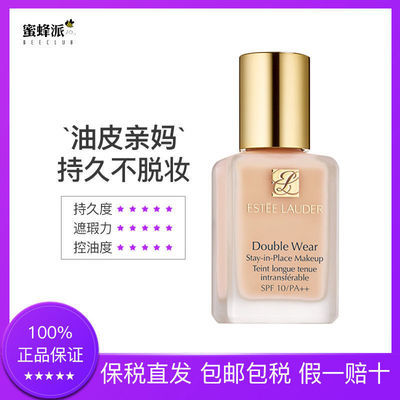 蜜蜂派
BEECLUB
`油皮亲妈`
持久不脱妆
持久度 ★★★★★
遮瑕力 ★★★★★
控油度 ★★★★★
ESTĒE LAUDER
Double Wear
Stay-in-Place Makeup
Teint longue tenue
intransférable
SPF 10/PA++
100%
正品保证
★★★★★
保税直发 包邮包税 假一赔十